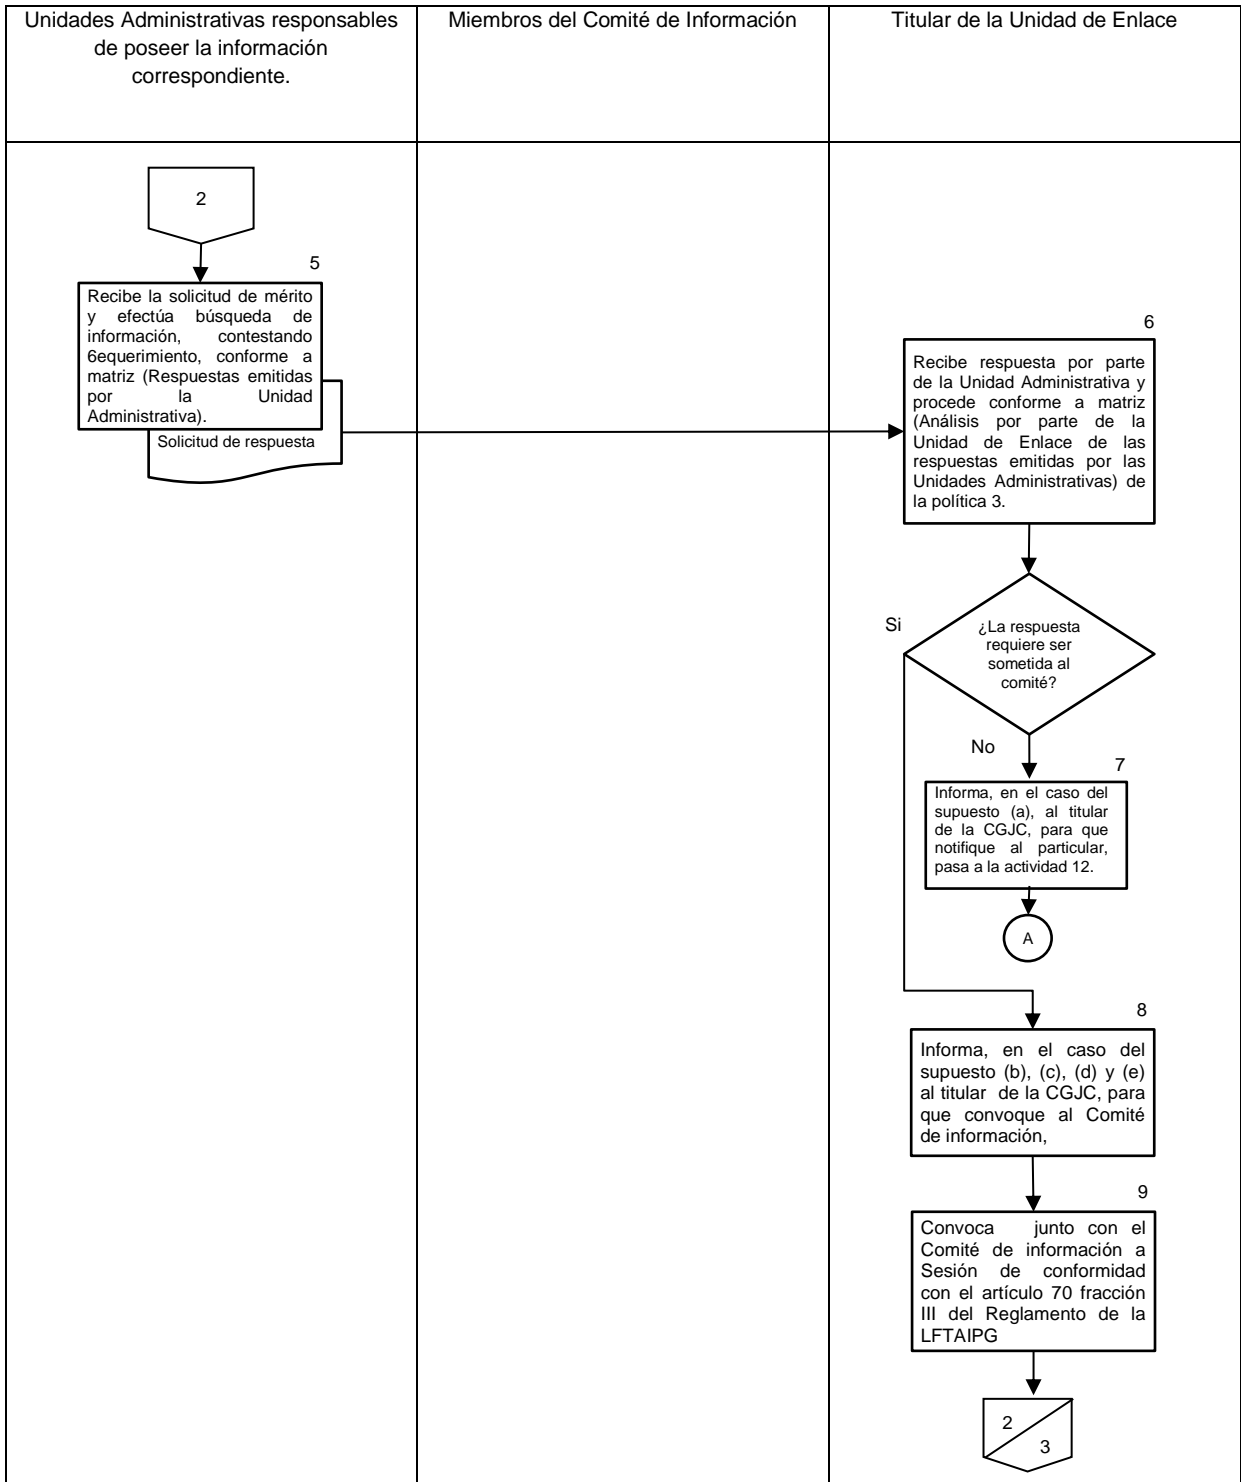 Unidades Administrativas responsables
de poseer la información
correspondiente.
Miembros del Comité de Información
Titular de la Unidad de Enlace
2
5
Recibe la solicitud de mérito
y efectúa búsqueda de
información, contestando
6equerimiento, conforme a
matriz (Respuestas emitidas
por la Unidad
Administrativa).
Solicitud de respuesta
6
Recibe respuesta por parte
de la Unidad Administrativa y
procede conforme a matriz
(Análisis por parte de la
Unidad de Enlace de las
respuestas emitidas por las
Unidades Administrativas) de
la política 3.
Si
¿La respuesta
requiere ser
sometida al
comité?
No
7
Informa, en el caso del
supuesto (a), al titular
de la CGJC, para que
notifique al particular,
pasa a la actividad 12.
A
8
Informa, en el caso del
supuesto (b), (c), (d) y (e)
al titular de la CGJC, para
que convoque al Comité
de información,
9
Convoca junto con el
Comité de información a
Sesión de conformidad
con el artículo 70 fracción
III del Reglamento de la
LFTAIPG
2
3